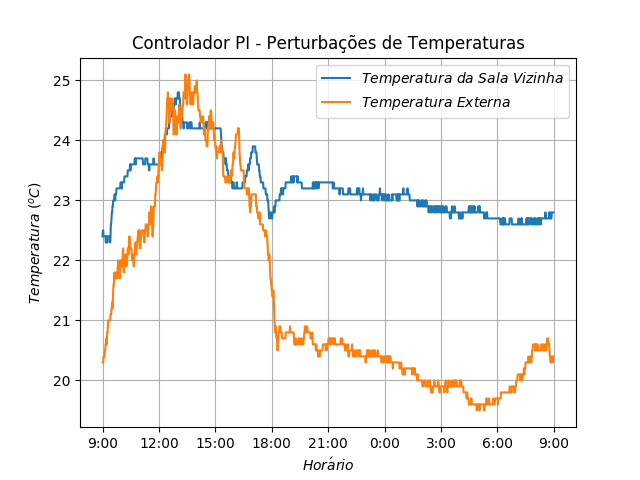 Controlador PI - Perturbações de Temperaturas
Temperatura da Sala Vizinha
Temperatura Externa
25
24
23
22
21
20
Temperatura (ºC)
9:00 12:00 15:00 18:00 21:00 0:00 3:00 6:00 9:00
Horário